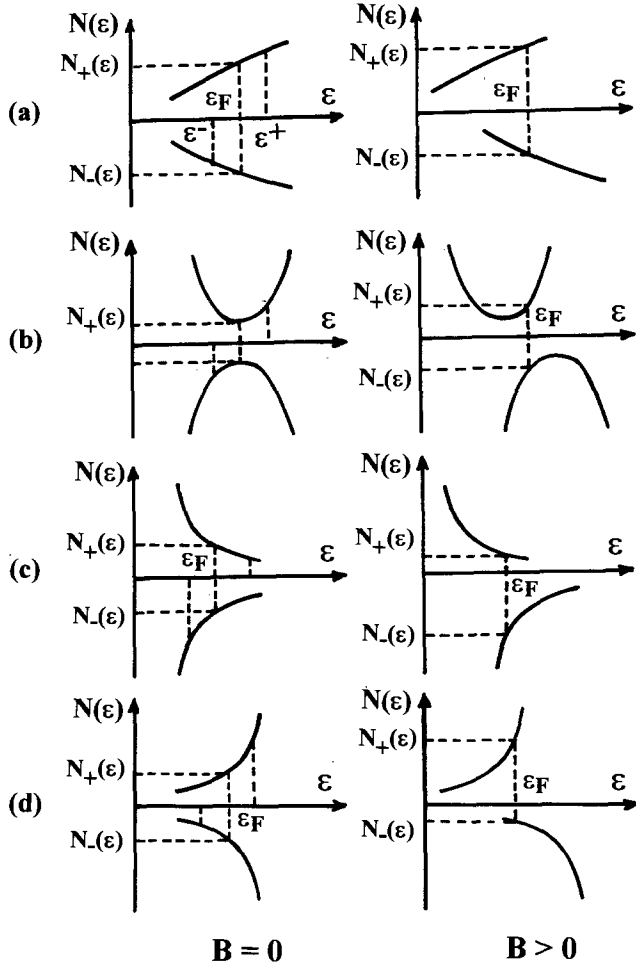 N(ε) N(ε)
N₊(ε) N₊(ε)
(a) ε_F ε ε_F ε
ε⁻ ε⁺
N₋(ε) N₋(ε)
N(ε) N(ε)
N₊(ε) ε N₊(ε) ε
(b) ε_F
N₋(ε)
N(ε) N(ε)
N₊(ε) ε_F ε N₊(ε) ε
(c) ε_F
N₋(ε) N₋(ε)
N(ε) N(ε)
N₊(ε) ε N₊(ε) ε
(d) ε_F ε_F
N₋(ε) N₋(ε)
B = 0 B > 0